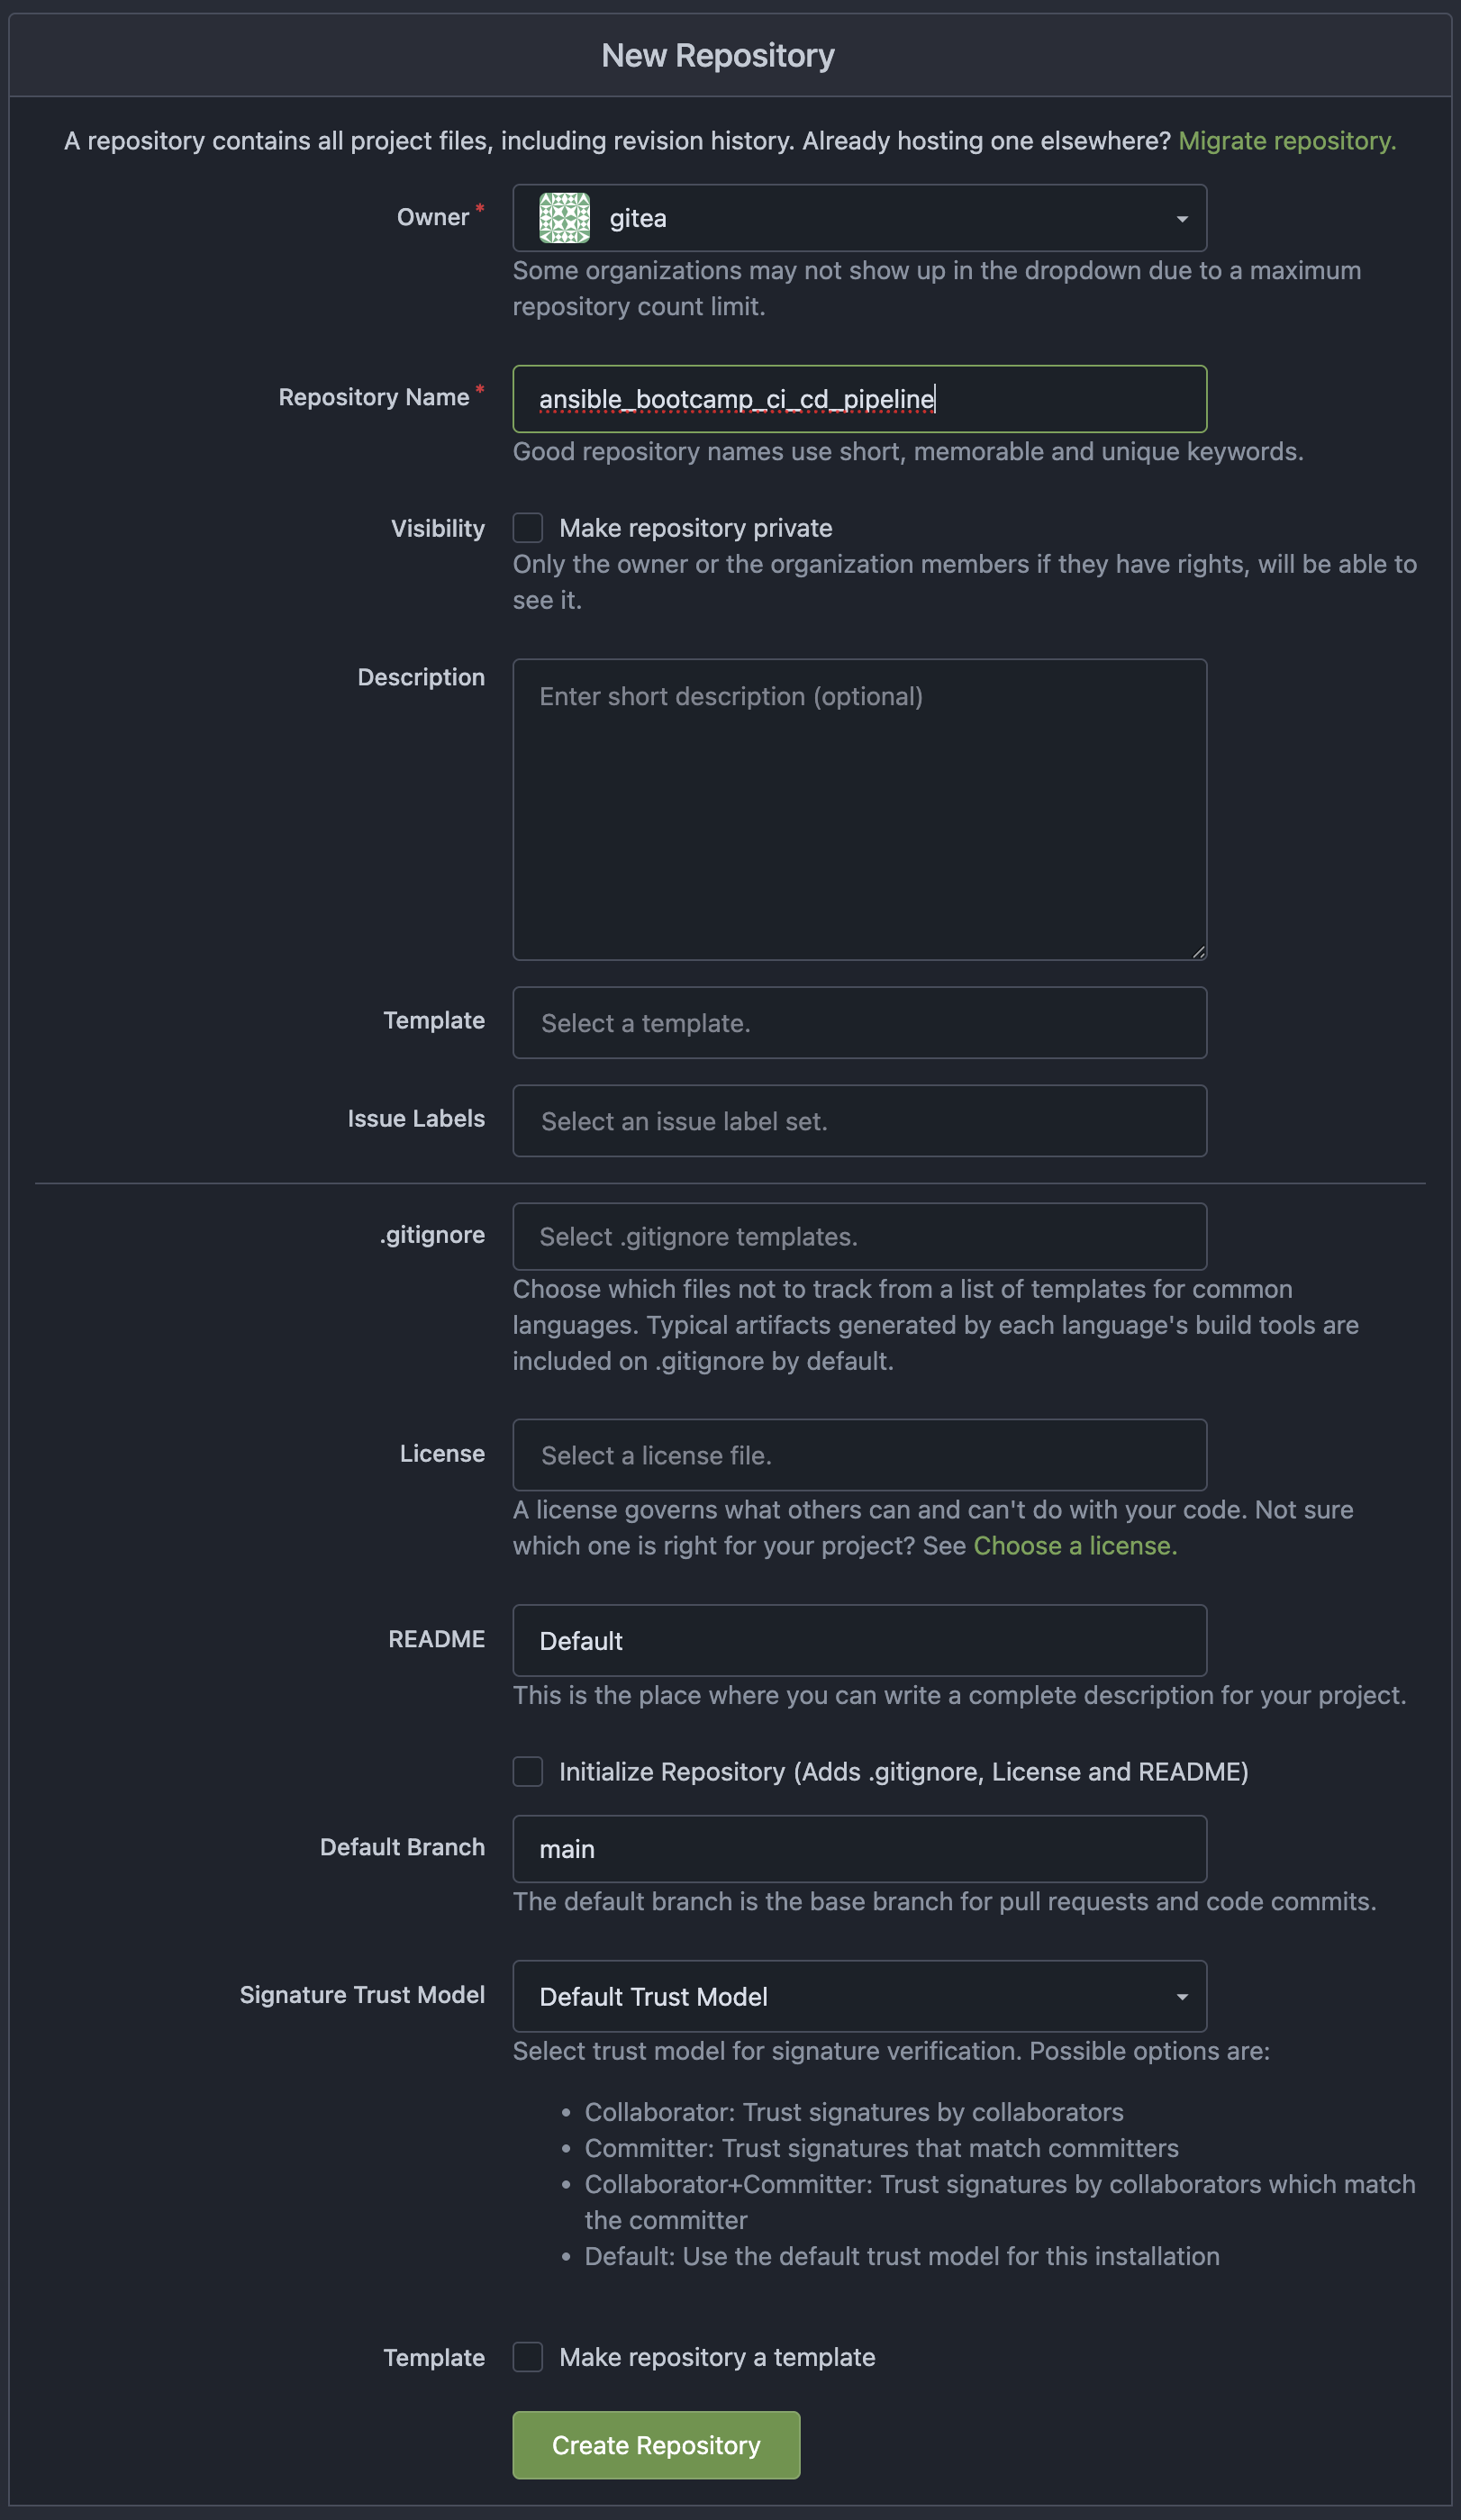 New Repository
A repository contains all project files, including revision history. Already hosting one elsewhere? Migrate repository.
Owner *
gitea
Some organizations may not show up in the dropdown due to a maximum
repository count limit.
Repository Name *
ansible_bootcamp_ci_cd_pipeline
Good repository names use short, memorable and unique keywords.
Visibility
Make repository private
Only the owner or the organization members if they have rights, will be able to
see it.
Description
Enter short description (optional)
Template
Select a template.
Issue Labels
Select an issue label set.
.gitignore
Select .gitignore templates.
Choose which files not to track from a list of templates for common
languages. Typical artifacts generated by each language's build tools are
included on .gitignore by default.
License
Select a license file.
A license governs what others can and can't do with your code. Not sure
which one is right for your project? See Choose a license.
README
Default
This is the place where you can write a complete description for your project.
Initialize Repository (Adds .gitignore, License and README)
Default Branch
main
The default branch is the base branch for pull requests and code commits.
Signature Trust Model
Default Trust Model
Select trust model for signature verification. Possible options are:
• Collaborator: Trust signatures by collaborators
• Committer: Trust signatures that match committers
• Collaborator+Committer: Trust signatures by collaborators which match
the committer
• Default: Use the default trust model for this installation
Template
Make repository a template
Create Repository